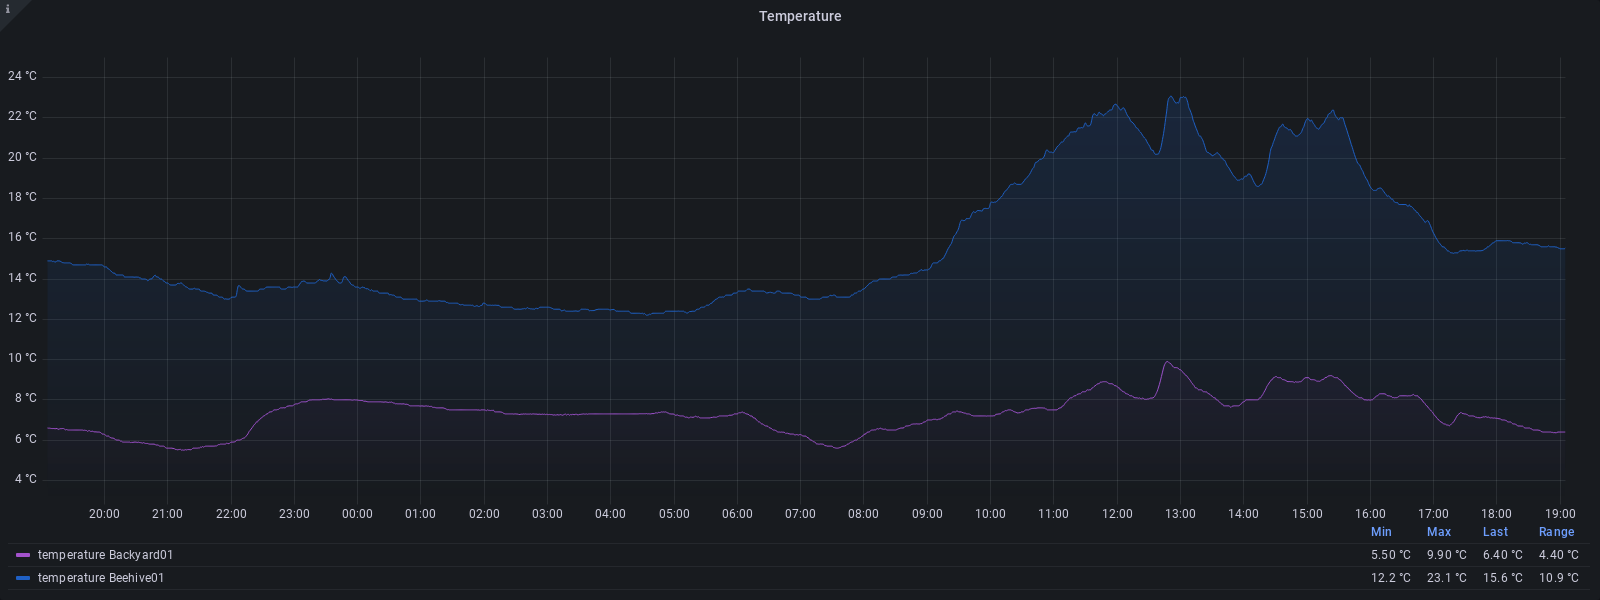 i
Temperature
24 °C
22 °C
20 °C
18 °C
16 °C
14 °C
12 °C
10 °C
8 °C
6 °C
4 °C
20:00 21:00 22:00 23:00 00:00 01:00 02:00 03:00 04:00 05:00 06:00 07:00 08:00 09:00 10:00 11:00 12:00 13:00 14:00 15:00 16:00 17:00 18:00 19:00
Min Max Last Range
temperature Backyard01 5.50 °C 9.90 °C 6.40 °C 4.40 °C
temperature Beehive01 12.2 °C 23.1 °C 15.6 °C 10.9 °C